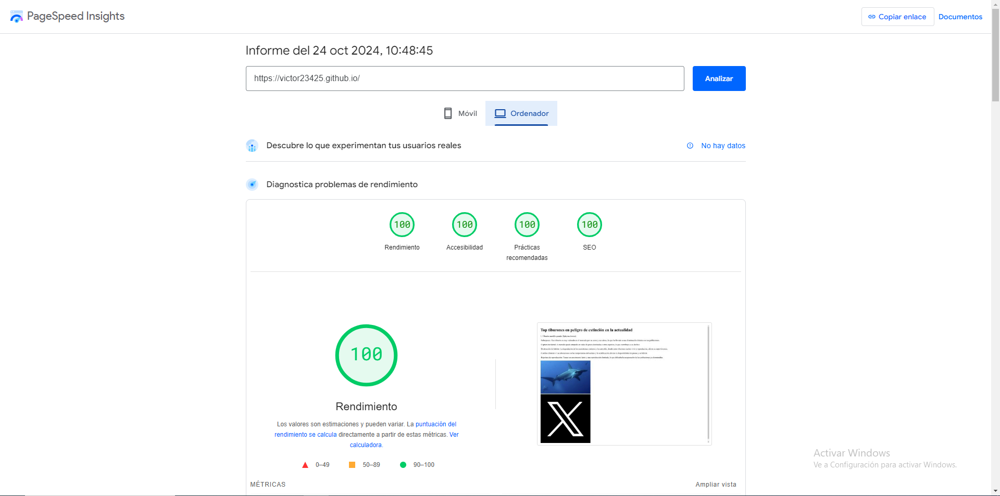 PageSpeed Insights
Copiar enlace
Documentos
Informe del 24 oct 2024, 10:48:45
https://victor23425.github.io/
Analizar
Móvil
Ordenador
Descubre lo que experimentan tus usuarios reales
No hay datos
Diagnostica problemas de rendimiento
100
100
100
100
Rendimiento
Accesibilidad
Prácticas
recomendadas
SEO
100
Rendimiento
Los valores son estimaciones y pueden variar. La puntuación del
rendimiento se calcula directamente a partir de estas métricas. Ver
calculadora.
0–49
50–89
90–100
Top tiburones en peligro de extinción en la actualidad
MÉTRICAS
Ampliar vista
Activar Windows
Ve a Configuración para activar Windows.